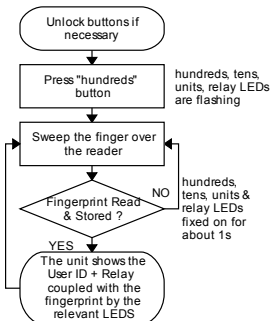 Unlock buttons if
necessary
Press "hundreds"
button
hundreds, tens,
units, relay LEDs
are flashing
Sweep the finger over
the reader
Fingerprint Read
& Stored ?
NO
hundreds,
tens, units &
relay LEDs
fixed on for
about 1s
YES
The unit shows the
User ID + Relay
coupled with the
fingerprint by the
relevant LEDS